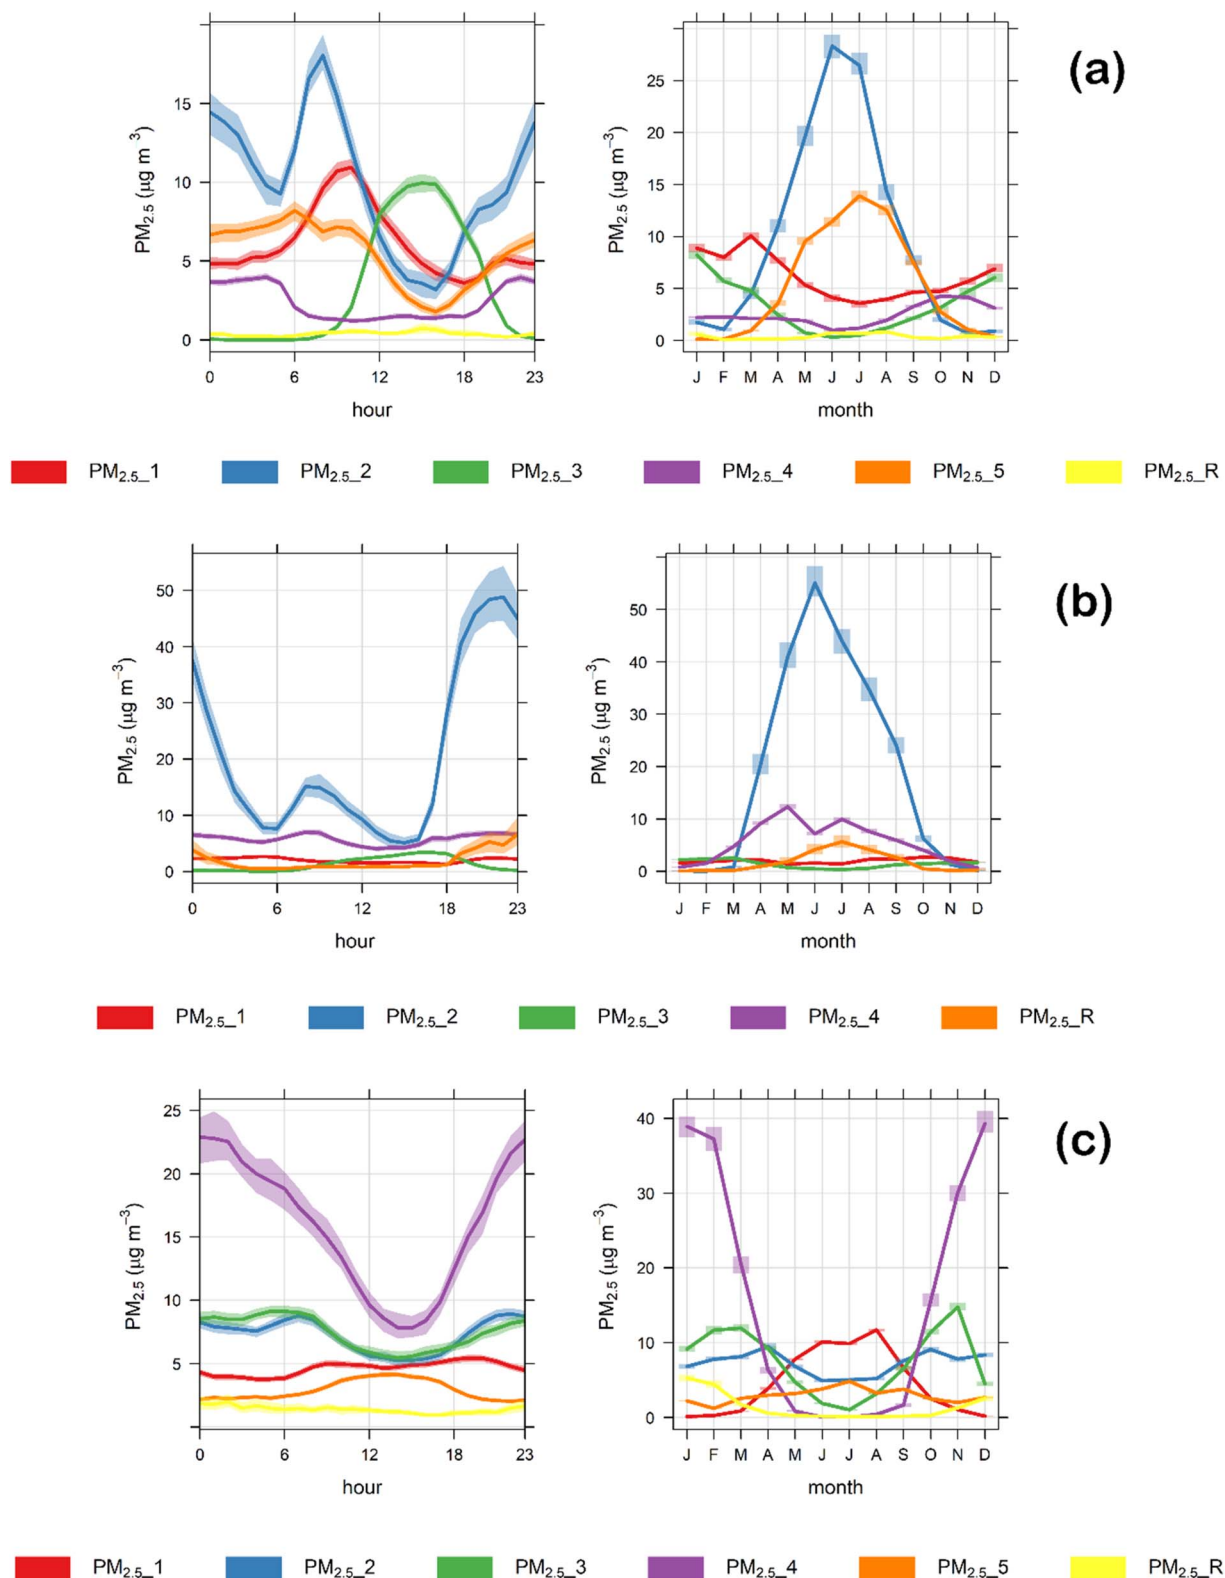 (a)
PM2.5 (μg m−3)
15
10
5
0
0 6 12 18 23
hour
PM2.5 (μg m−3)
25
20
15
10
5
0
J F M A M J J A S O N D
month
PM2.5_1 PM2.5_2 PM2.5_3 PM2.5_4 PM2.5_5 PM2.5_R
(b)
PM2.5 (μg m−3)
50
40
30
20
10
0
0 6 12 18 23
hour
PM2.5 (μg m−3)
50
40
30
20
10
0
J F M A M J J A S O N D
month
PM2.5_1 PM2.5_2 PM2.5_3 PM2.5_4 PM2.5_R
(c)
PM2.5 (μg m−3)
25
20
15
10
5
0 6 12 18 23
hour
PM2.5 (μg m−3)
40
30
20
10
0
J F M A M J J A S O N D
month
PM2.5_1 PM2.5_2 PM2.5_3 PM2.5_4 PM2.5_5 PM2.5_R